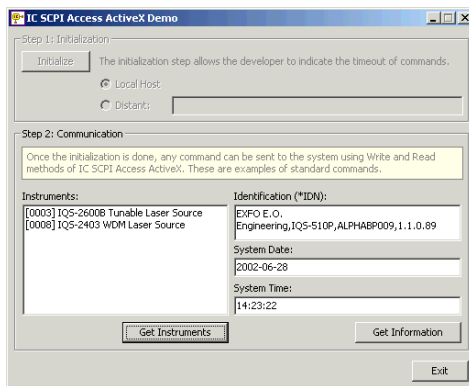 IC SCPI Access ActiveX Demo
Step 1: Initialization
Initialize
The initialization step allows the developer to indicate the timeout of commands.
Local Host
Distant:
Step 2: Communication
Once the initialization is done, any command can be sent to the system using Write and Read
methods of IC SCPI Access ActiveX. These are examples of standard commands.
Instruments:
[0003] IQS-2600B Tunable Laser Source
[0008] IQS-2403 WDM Laser Source
Identification (*IDN):
EXFO E.O.
Engineering,IQS-510P,ALPHABP009,1.1.0.89
System Date:
2002-06-28
System Time:
14:23:22
Get Instruments
Get Information
Exit